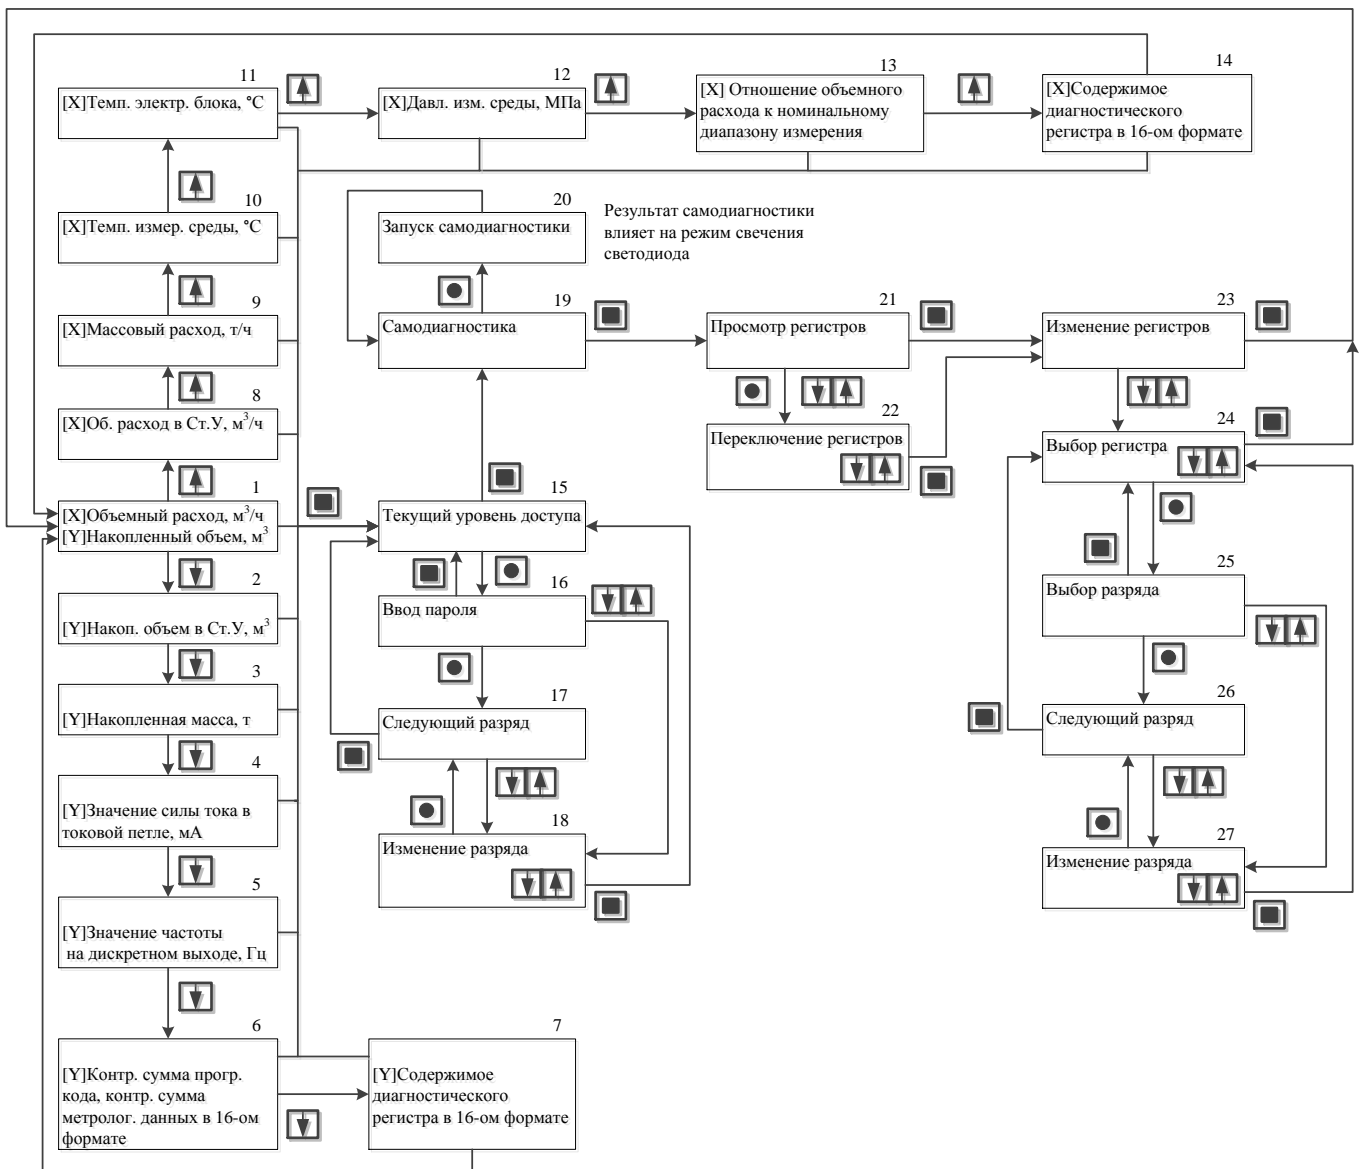 11
[X]Темп. электр. блока, °С
12
[X]Давл. изм. среды, МПа
13
[X] Отношение объемного
расхода к номинальному
диапазону измерения
14
[X]Содержимое
диагностического
регистра в 16-ом формате
10
[X]Темп. измер. среды, °С
20
Запуск самодиагностики
Результат самодиагностики
влияет на режим свечения
светодиода
9
[X]Массовый расход, т/ч
19
Самодиагностика
21
Просмотр регистров
23
Изменение регистров
8
[X]Об. расход в Ст.У, м³/ч
22
Переключение регистров
24
Выбор регистра
1
[X]Объемный расход, м³/ч
[Y]Накопленный объем, м³
15
Текущий уровень доступа
2
[Y]Накоп. объем в Ст.У, м³
16
Ввод пароля
25
Выбор разряда
3
[Y]Накопленная масса, т
17
Следующий разряд
26
Следующий разряд
4
[Y]Значение силы тока в
токовой петле, мА
18
Изменение разряда
27
Изменение разряда
5
[Y]Значение частоты
на дискретном выходе, Гц
6
[Y]Контр. сумма прогр.
кода, контр. сумма
метролог. данных в 16-ом
формате
7
[Y]Содержимое
диагностического
регистра в 16-ом формате